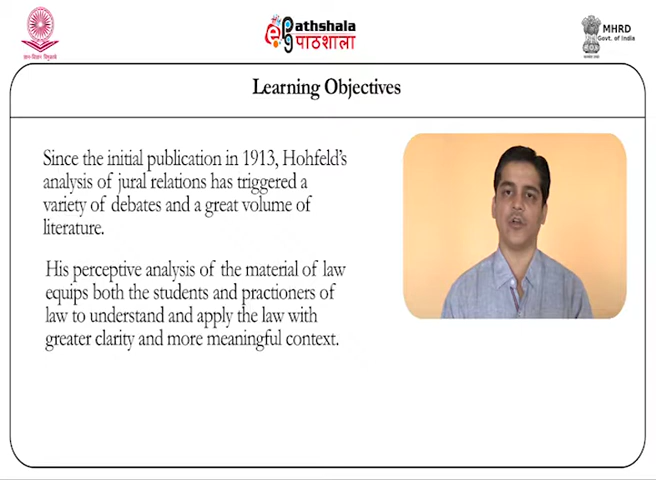 ePathshala
पाठशाला
MHRD
Govt. of India
Learning Objectives
Since the initial publication in 1913, Hohfeld's
analysis of jural relations has triggered a
variety of debates and a great volume of
literature.
His perceptive analysis of the material of law
equips both the students and practioners of
law to understand and apply the law with
greater clarity and more meaningful context.